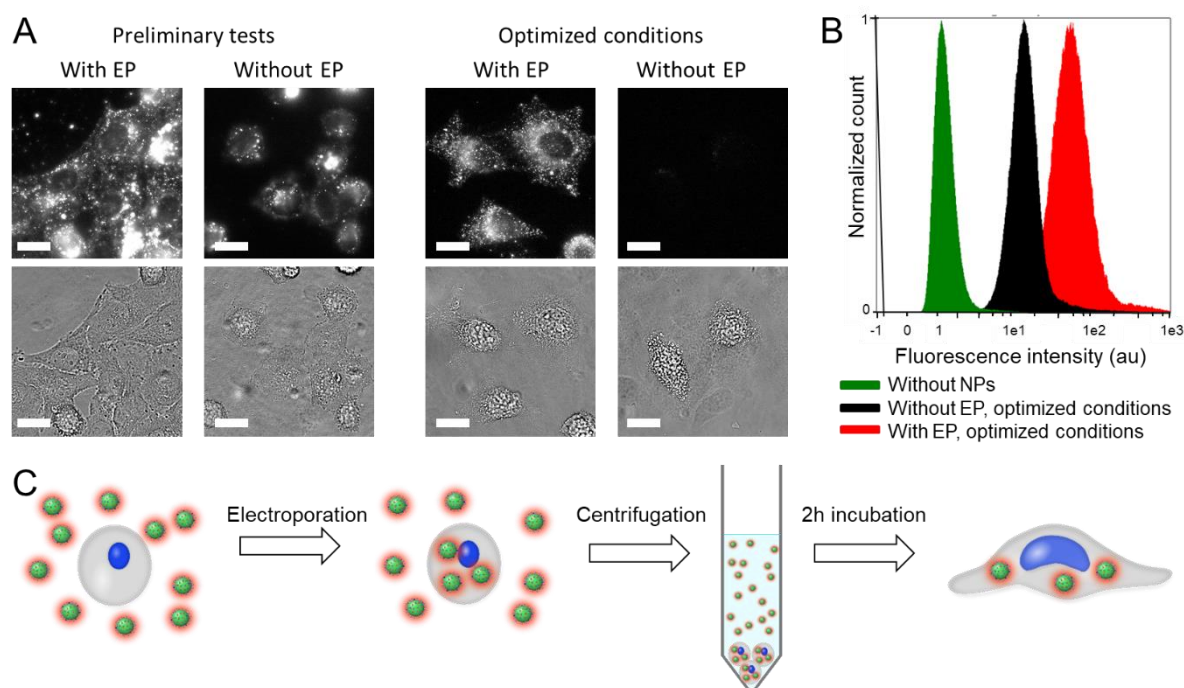 A
Preliminary tests
Optimized conditions
With EP
Without EP
With EP
Without EP
B
Normalized count
1
0
-1
0
1
1e1
1e2
1e3
Fluorescence intensity (au)
Without NPs
Without EP, optimized conditions
With EP, optimized conditions
C
Electroporation
Centrifugation
2h incubation